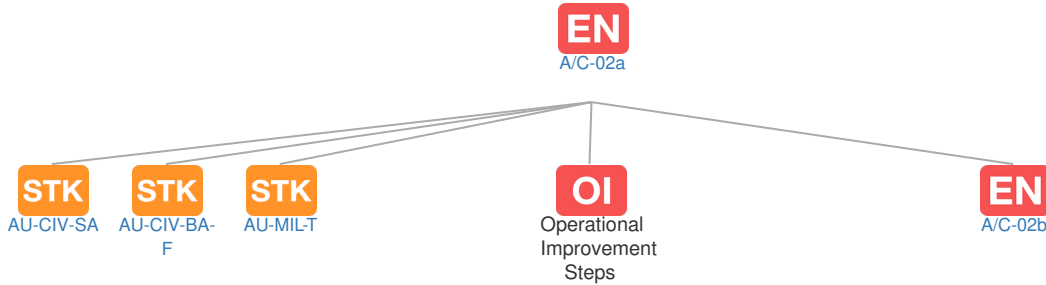 EN
A/C-02a
STK
AU-CIV-SA
STK
AU-CIV-BA-
F
STK
AU-MIL-T
OI
Operational
Improvement
Steps
EN
A/C-02b